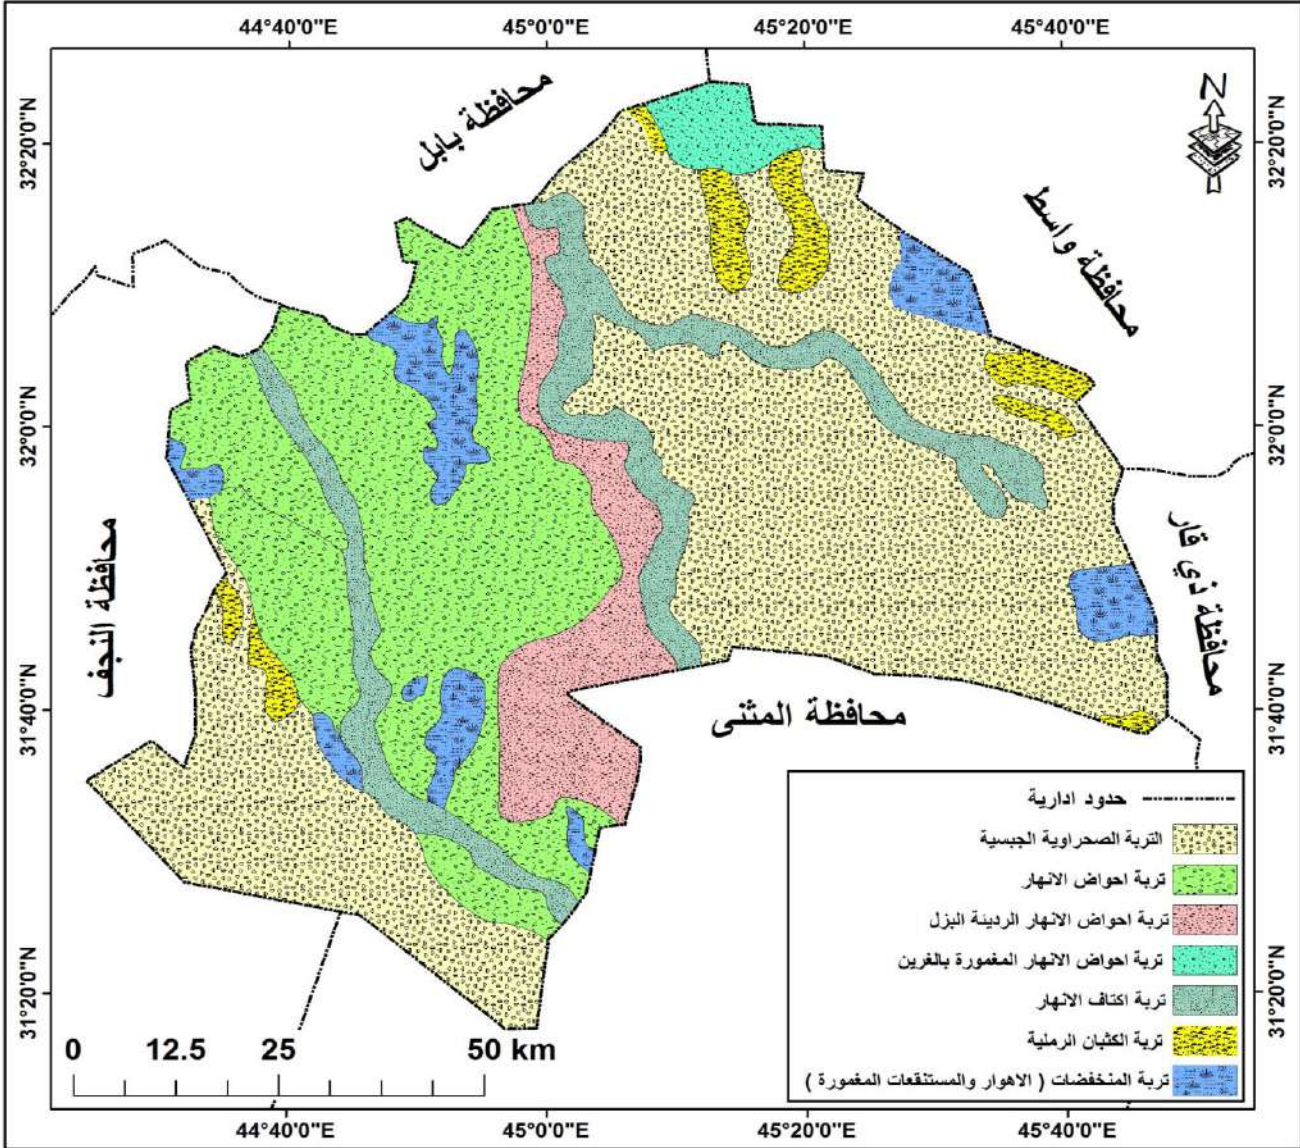 44°40'0"E 45°0'0"E 45°20'0"E 45°40'0"E
N
محافظة بابل
32°20'0"N 32°20'0"N
محافظة واسط
32°0'0"N 32°0'0"N
محافظة ذي قار
محافظة النجف
31°40'0"N 31°40'0"N
محافظة المثنى
حدود ادارية
التربة الصحراوية الجبسية
تربة احواض الانهار
تربة احواض الانهار الرديئة البزل
تربة احواض الانهار المغمورة بالغرين
تربة اكتاف الانهار
تربة الكثبان الرملية
تربة المنخفضات ( الاهوار والمستنقعات المغمورة )
31°20'0"N 31°20'0"N
0 12.5 25 50 km
44°40'0"E 45°0'0"E 45°20'0"E 45°40'0"E